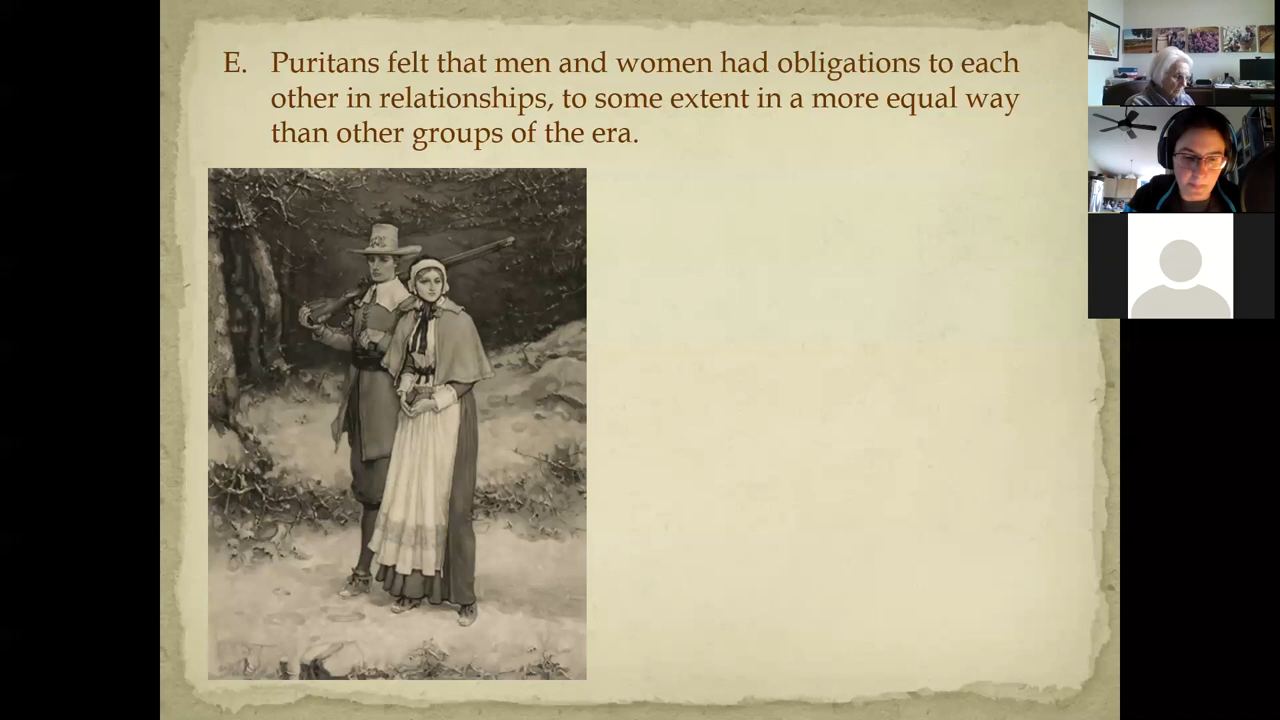 E. Puritans felt that men and women had obligations to each
other in relationships, to some extent in a more equal way
than other groups of the era.